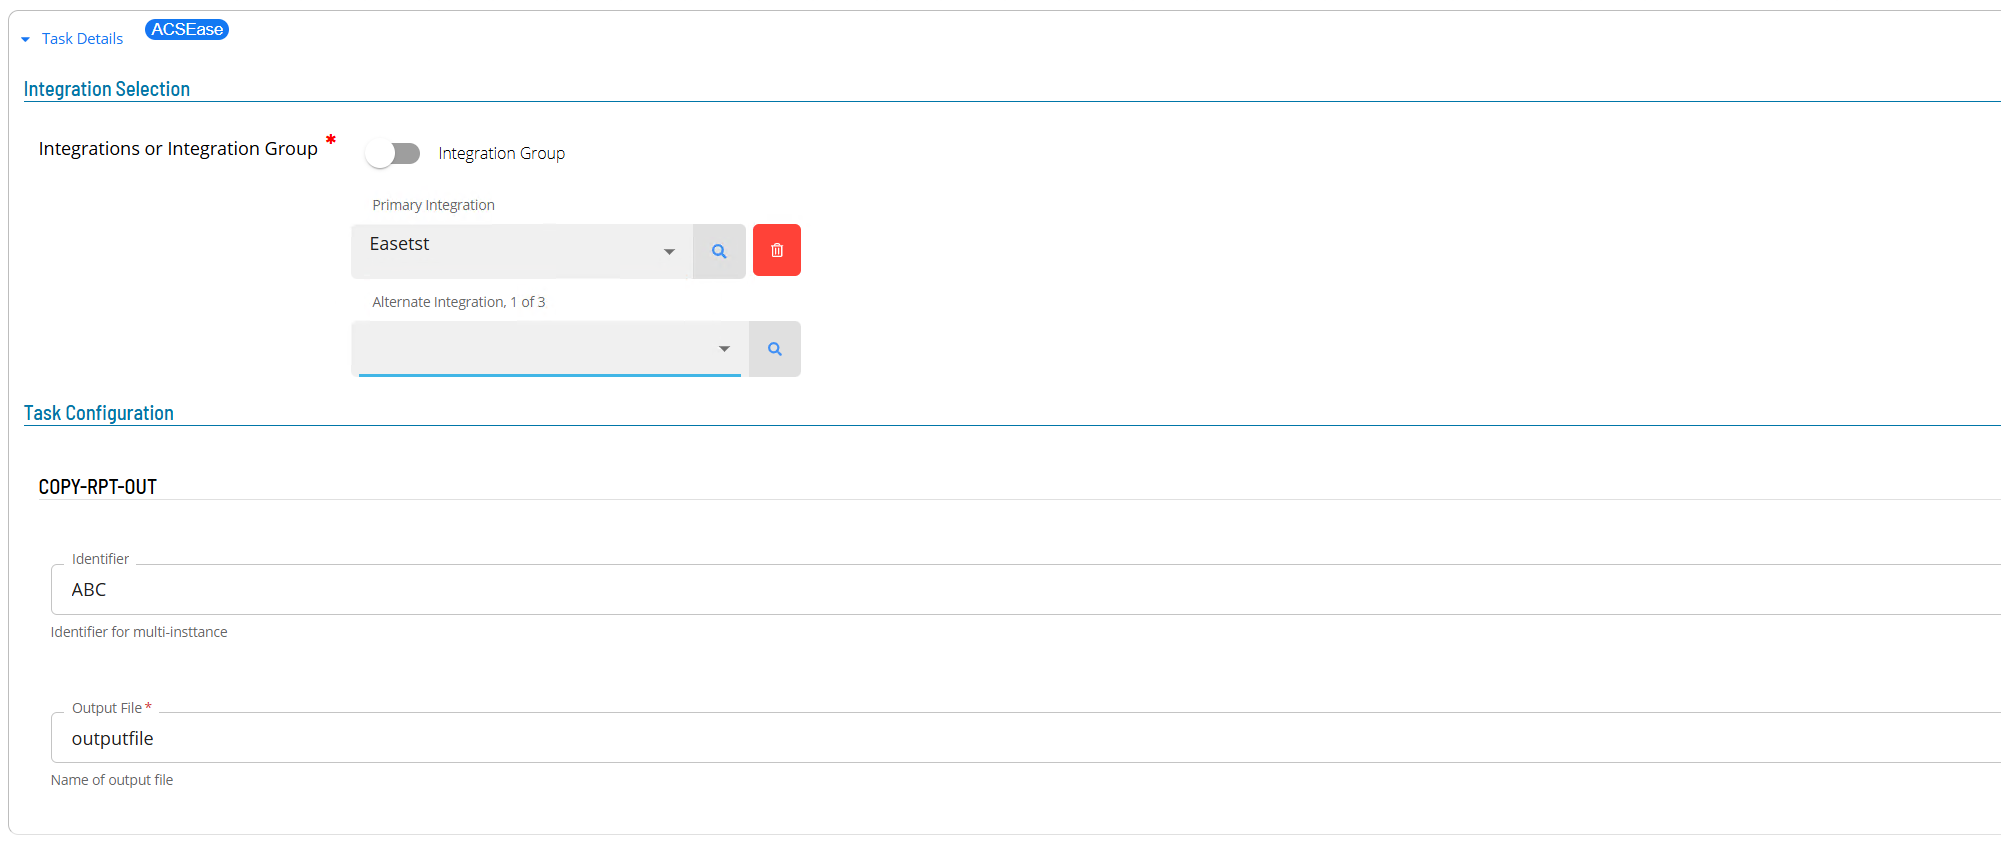 Task Details ACSEase
Integration Selection
Integrations or Integration Group *
Integration Group
Primary Integration
Easetst
Alternate Integration, 1 of 3
Task Configuration
COPY-RPT-OUT
Identifier
ABC
Identifier for multi-insttance
Output File *
outputfile
Name of output file